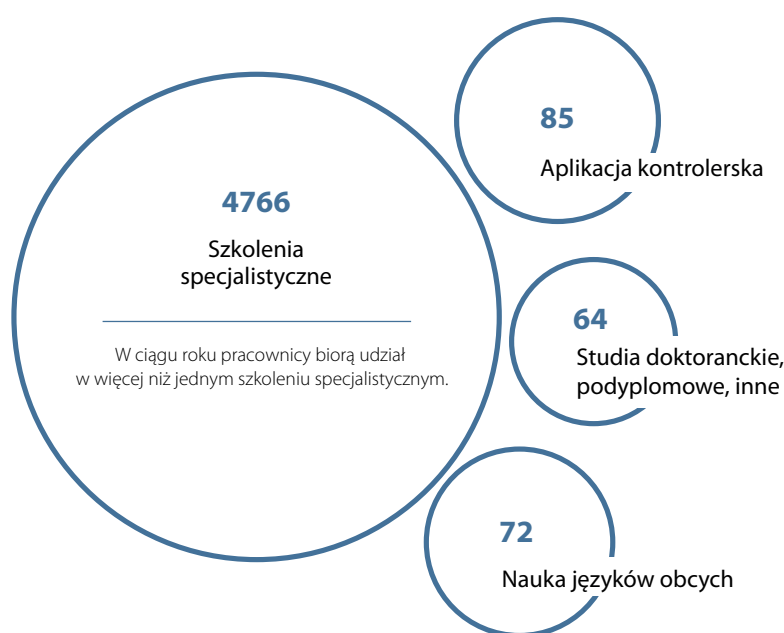 4766
Szkolenia
specjalistyczne
W ciągu roku pracownicy biorą udział
w więcej niż jednym szkoleniu specjalistycznym.
85
Aplikacja kontrolerska
64
Studia doktoranckie,
podyplomowe, inne
72
Nauka języków obcych